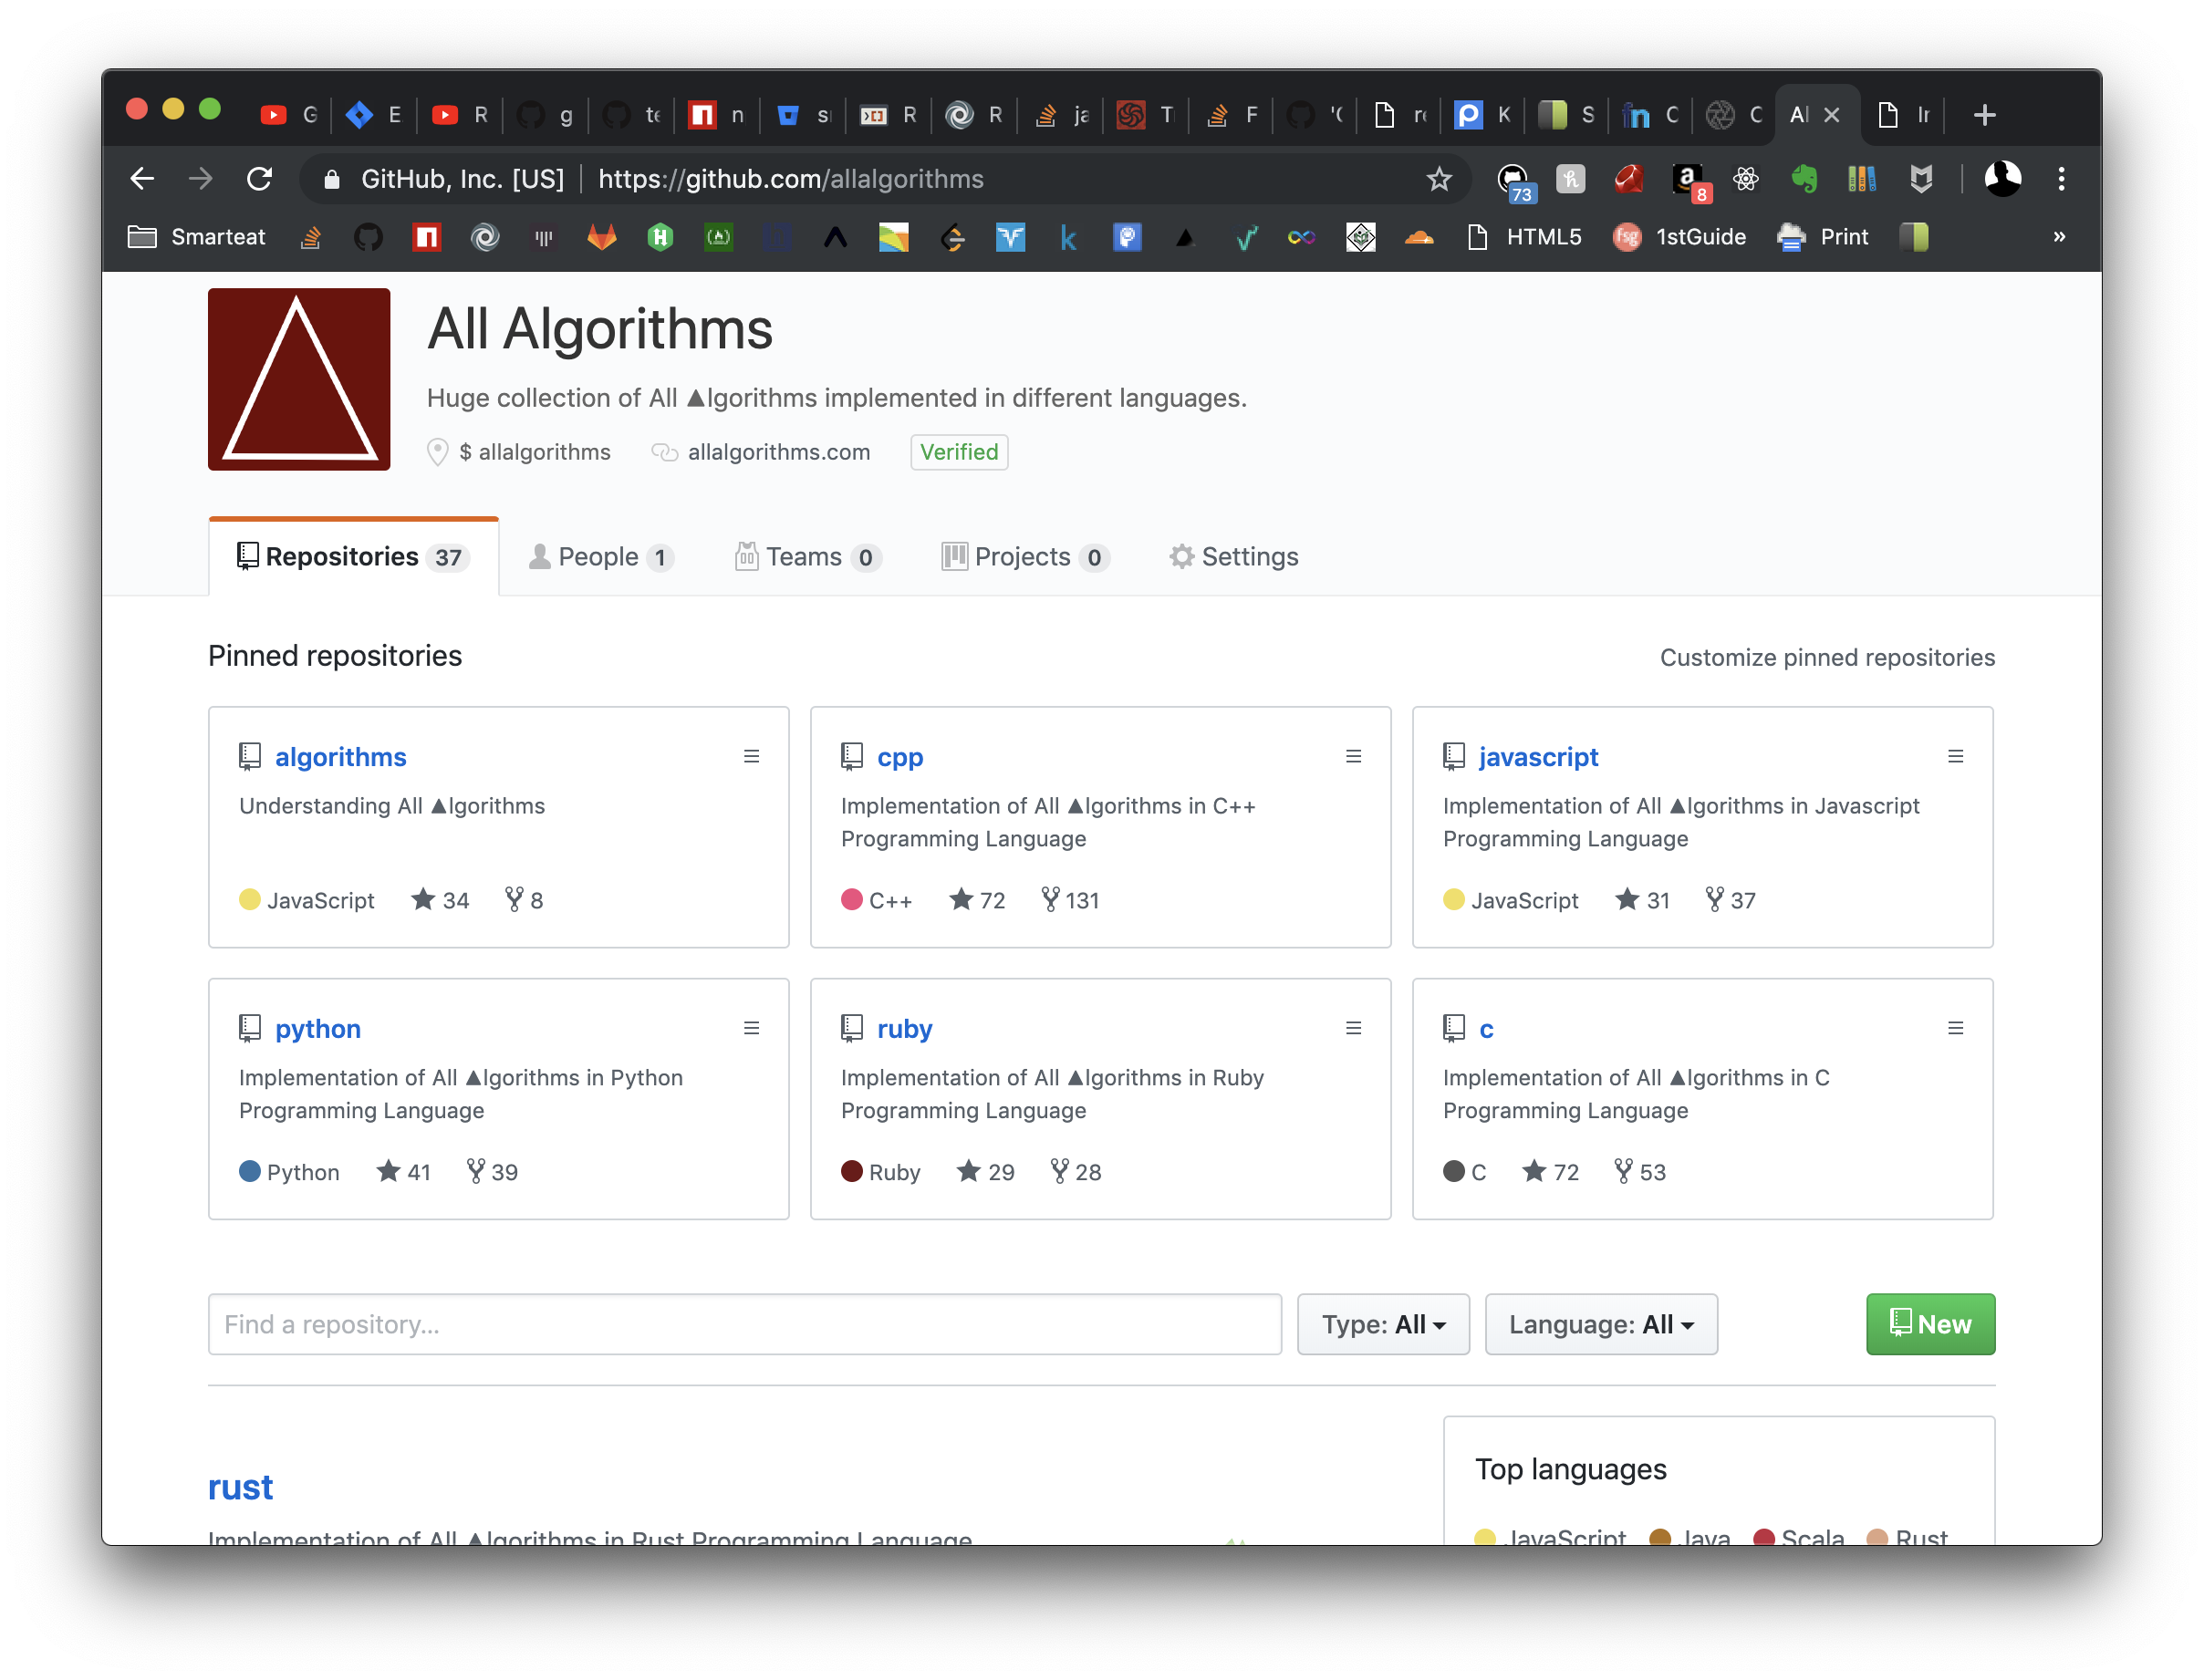 G E R g te n s R R ja T F '( re K S C C Al In
GitHub, Inc. [US] https://github.com/allalgorithms 73 8
Smarteat HTML5 fsg 1stGuide Print »
All Algorithms
Huge collection of All ▲lgorithms implemented in different languages.
$ allalgorithms allalgorithms.com Verified
Repositories 37 People 1 Teams 0 Projects 0 Settings
Pinned repositories Customize pinned repositories
algorithms
Understanding All ▲lgorithms
JavaScript 34 8
cpp
Implementation of All ▲lgorithms in C++
Programming Language
C++ 72 131
javascript
Implementation of All ▲lgorithms in Javascript
Programming Language
JavaScript 31 37
python
Implementation of All ▲lgorithms in Python
Programming Language
Python 41 39
ruby
Implementation of All ▲lgorithms in Ruby
Programming Language
Ruby 29 28
c
Implementation of All ▲lgorithms in C
Programming Language
C 72 53
Find a repository... Type: All Language: All New
rust
Implementation of All ▲lgorithms in Rust Programming Language
Top languages
JavaScript Java Scala Rust